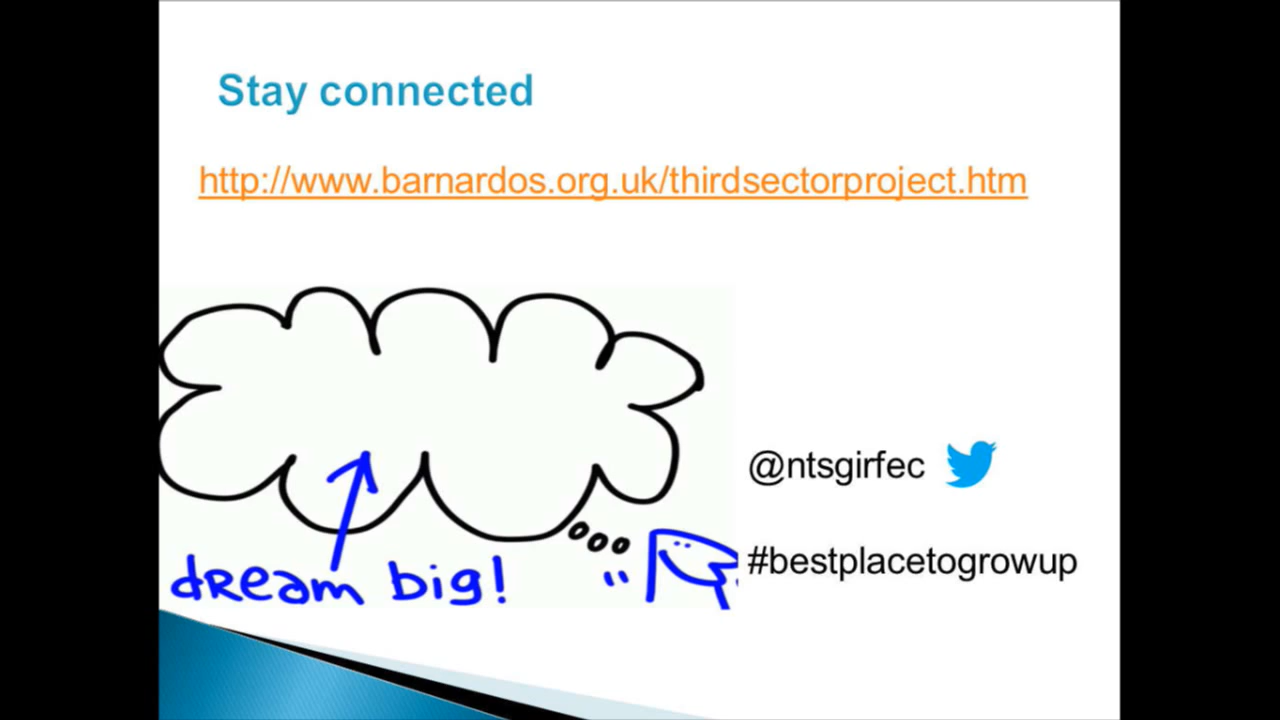 Stay connected
http://www.barnardos.org.uk/thirdsectorproject.htm
@ntsgirfec
#bestplacetogrowup
dream big!